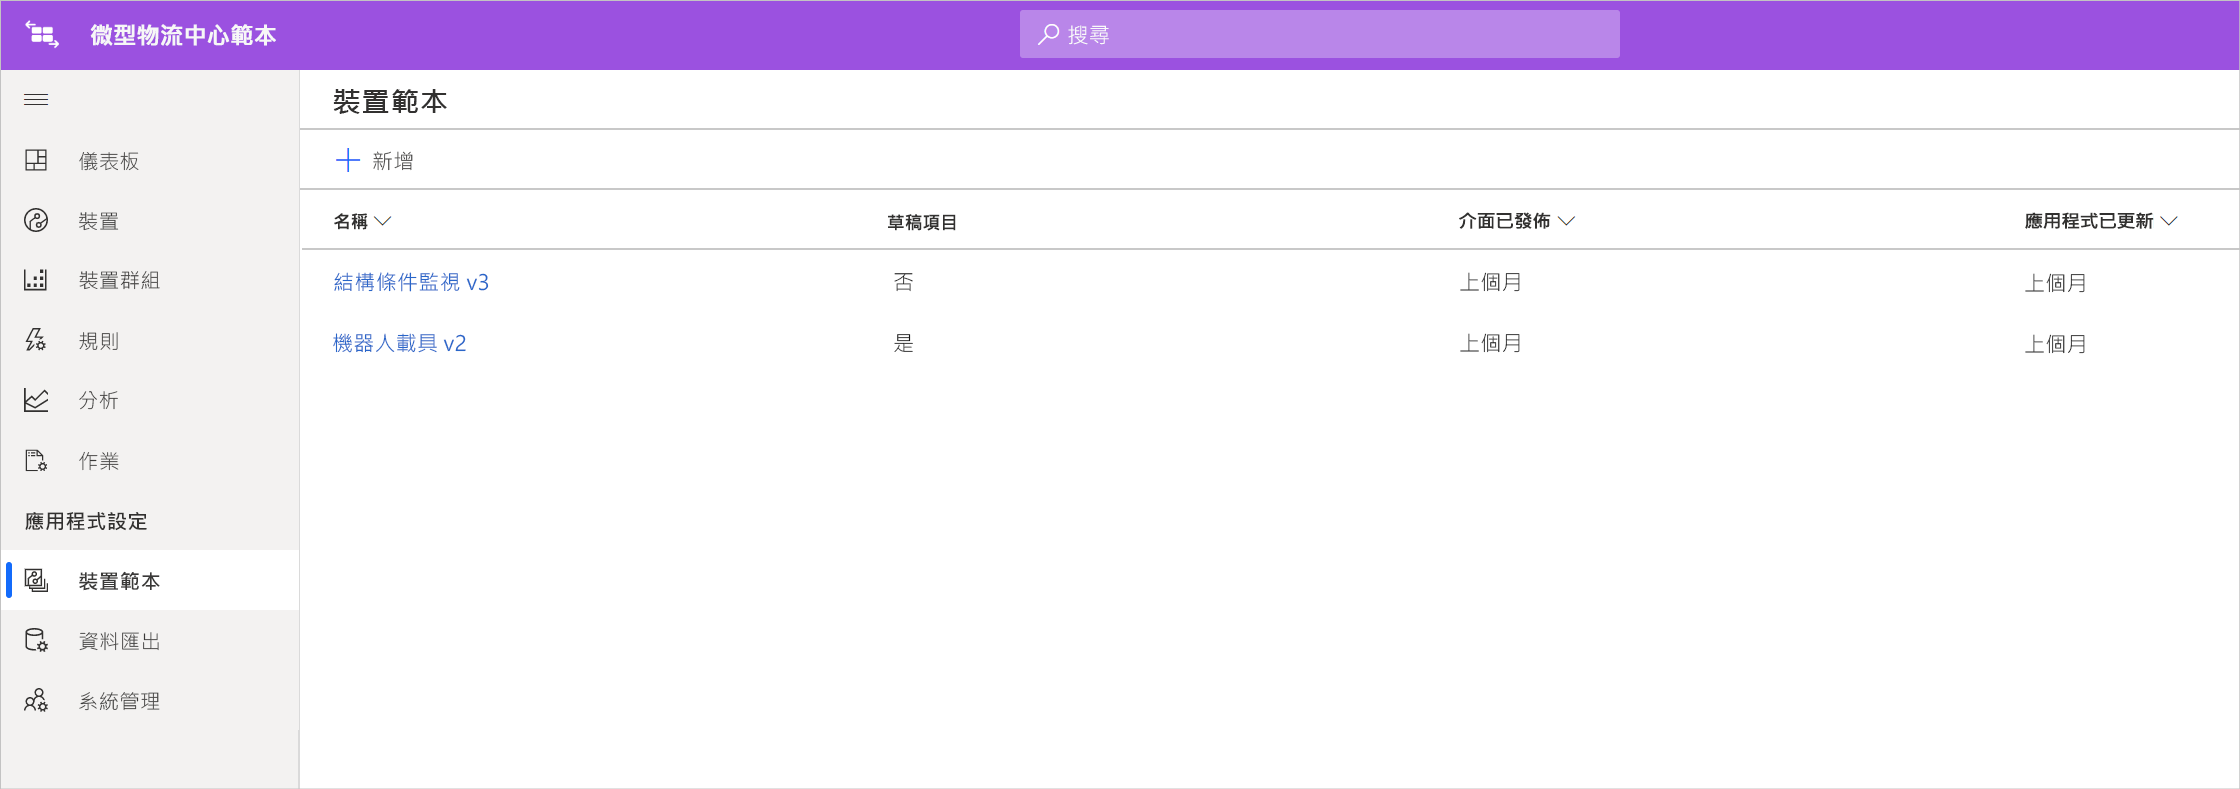 微型物流中心範本
搜尋
裝置範本
新增
儀表板
裝置
裝置群組
規則
分析
作業
應用程式設定
裝置範本
資料匯出
系統管理
名稱 草稿項目 介面已發佈 應用程式已更新
結構條件監視 v3 否 上個月 上個月
機器人載具 v2 是 上個月 上個月